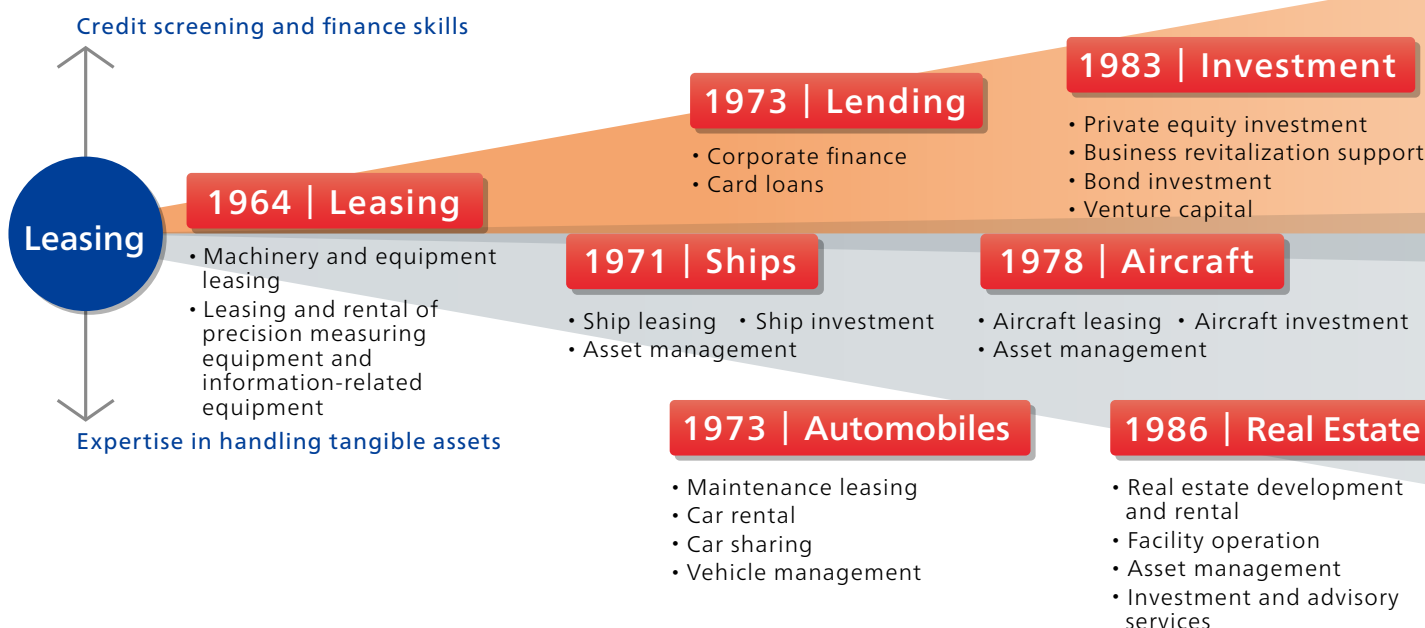 Credit screening and finance skills
Leasing
Expertise in handling tangible assets
1964 | Leasing
• Machinery and equipment
leasing
• Leasing and rental of
precision measuring
equipment and
information-related
equipment
1973 | Lending
• Corporate finance
• Card loans
1983 | Investment
• Private equity investment
• Business revitalization support
• Bond investment
• Venture capital
1971 | Ships
• Ship leasing • Ship investment
• Asset management
1978 | Aircraft
• Aircraft leasing • Aircraft investment
• Asset management
1973 | Automobiles
• Maintenance leasing
• Car rental
• Car sharing
• Vehicle management
1986 | Real Estate
• Real estate development
and rental
• Facility operation
• Asset management
• Investment and advisory
services